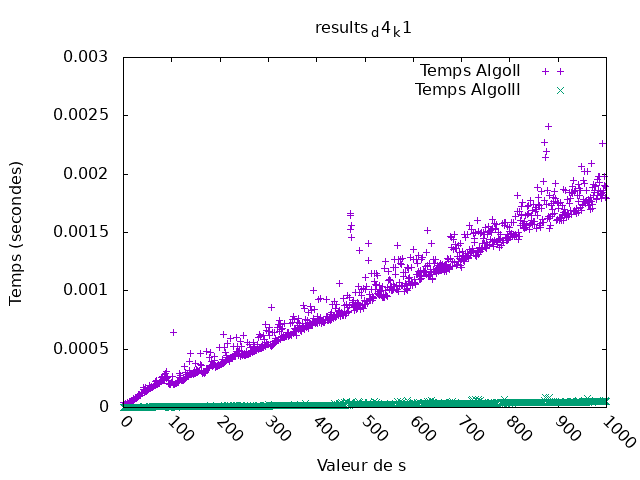 results_d4_k1
Temps AlgoII
Temps AlgoIII
0.003
0.0025
0.002
0.0015
0.001
0.0005
0
Temps (secondes)
0 100 200 300 400 500 600 700 800 900 1000
Valeur de s